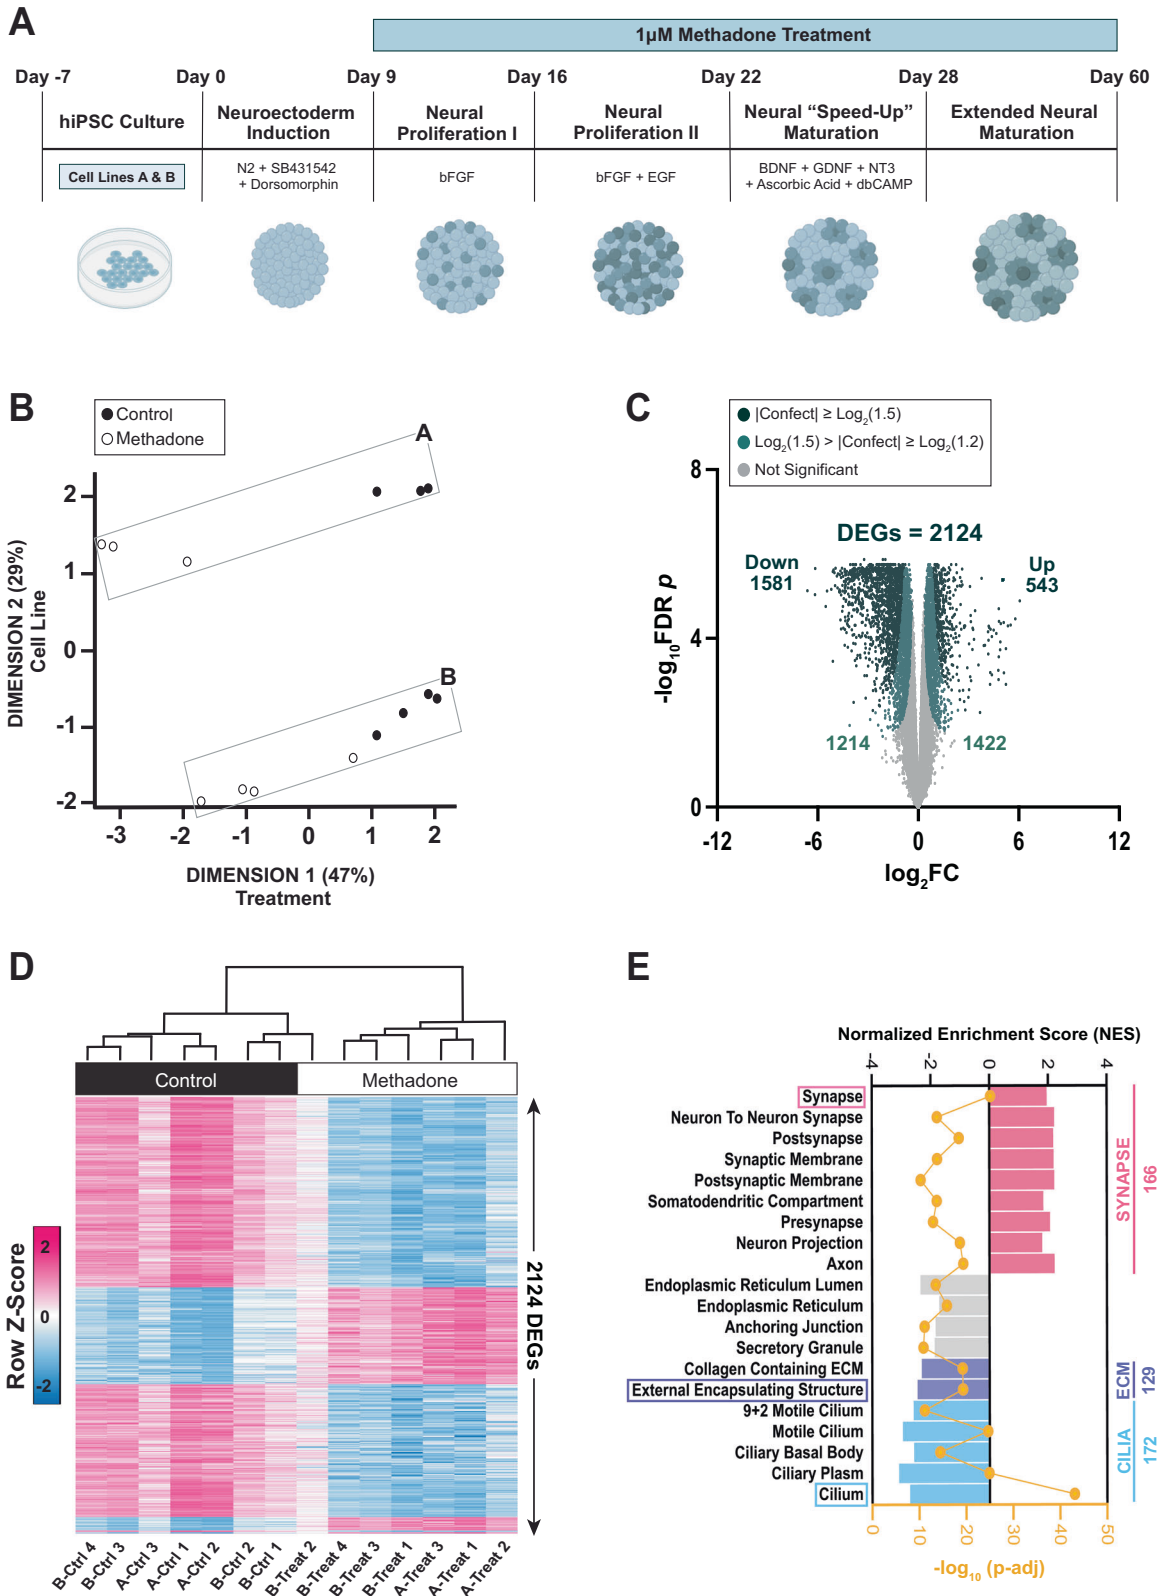 A
1µM Methadone Treatment
Day -7
Day 0
Day 9
Day 16
Day 22
Day 28
Day 60
hiPSC Culture
Neuroectoderm
Induction
Neural
Proliferation I
Neural
Proliferation II
Neural “Speed-Up”
Maturation
Extended Neural
Maturation
Cell Lines A & B
N2 + SB431542
+ Dorsomorphin
bFGF
bFGF + EGF
BDNF + GDNF + NT3
+ Ascorbic Acid + dbCAMP
B
Control
Methadone
A
B
2
1
0
-1
-2
-3
-2
-1
0
1
2
DIMENSION 2 (29%)
Cell Line
DIMENSION 1 (47%)
Treatment
C
|Confect| ≥ Log2(1.5)
Log2(1.5) > |Confect| ≥ Log2(1.2)
Not Significant
DEGs = 2124
Down
1581
Up
543
1214
1422
8
4
0
-log10FDR p
-12
-6
0
6
12
log2FC
D
Control
Methadone
Row Z-Score
2
0
-2
2124 DEGs
B-Ctrl 4
B-Ctrl 3
A-Ctrl 3
A-Ctrl 1
A-Ctrl 2
B-Ctrl 2
B-Ctrl 1
B-Treat 2
B-Treat 4
B-Treat 3
B-Treat 1
A-Treat 3
A-Treat 1
A-Treat 2
E
Normalized Enrichment Score (NES)
-4
-2
0
2
4
Synapse
Neuron To Neuron Synapse
Postsynapse
Synaptic Membrane
Postsynaptic Membrane
Somatodendritic Compartment
Presynapse
Neuron Projection
Axon
Endoplasmic Reticulum Lumen
Endoplasmic Reticulum
Anchoring Junction
Secretory Granule
Collagen Containing ECM
External Encapsulating Structure
9+2 Motile Cilium
Motile Cilium
Ciliary Basal Body
Ciliary Plasm
Cilium
SYNAPSE
166
ECM
129
CILIA
172
0
10
20
30
40
50
-log10 (p-adj)